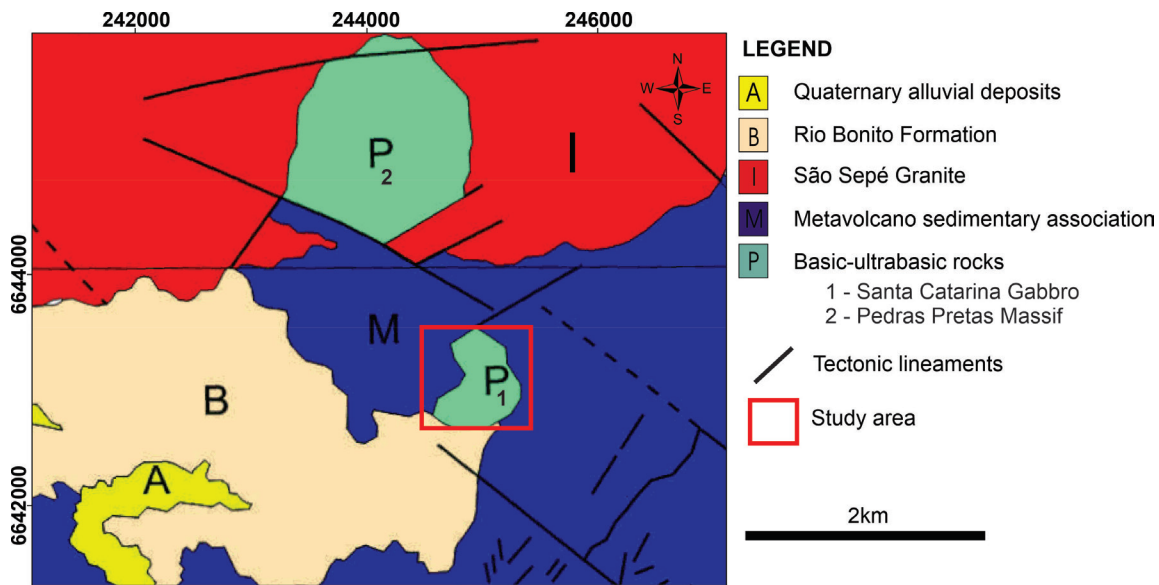 242000
244000
246000
6644000
6642000
N
W
E
S
P
2
I
M
P
1
B
A
LEGEND
A Quaternary alluvial deposits
B Rio Bonito Formation
I São Sepé Granite
M Metavolcano sedimentary association
P Basic-ultrabasic rocks
1 - Santa Catarina Gabbro
2 - Pedras Pretas Massif
Tectonic lineaments
Study area
2km